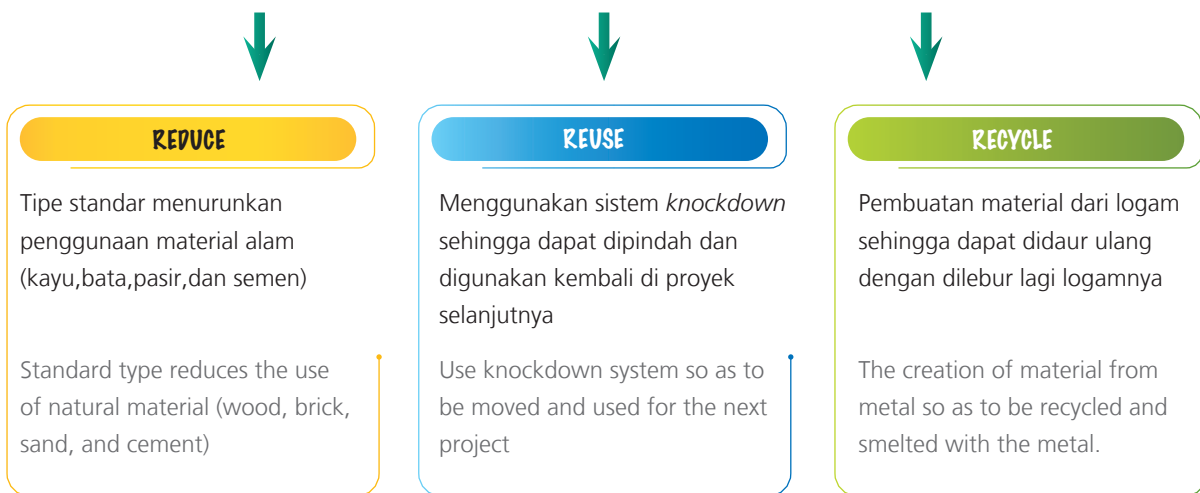 REDUCE
Tipe standar menurunkan
penggunaan material alam
(kayu,bata,pasir,dan semen)
Standard type reduces the use
of natural material (wood, brick,
sand, and cement)
REUSE
Menggunakan sistem knockdown
sehingga dapat dipindah dan
digunakan kembali di proyek
selanjutnya
Use knockdown system so as to
be moved and used for the next
project
RECYCLE
Pembuatan material dari logam
sehingga dapat didaur ulang
dengan dilebur lagi logamnya
The creation of material from
metal so as to be recycled and
smelted with the metal.